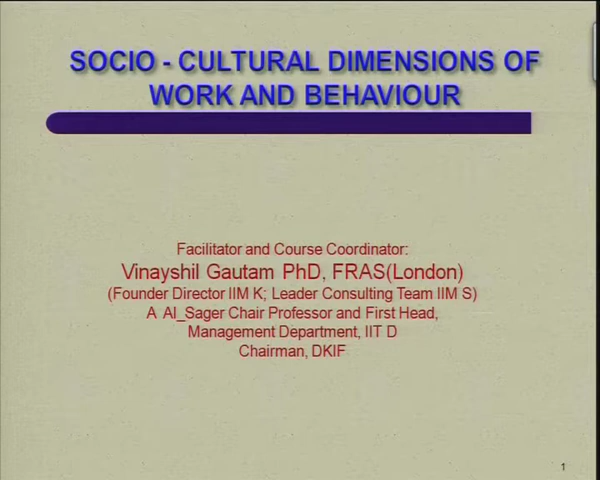 SOCIO - CULTURAL DIMENSIONS OF
WORK AND BEHAVIOUR
Facilitator and Course Coordinator:
Vinayshil Gautam PhD, FRAS(London)
(Founder Director IIM K; Leader Consulting Team IIM S)
A Al_Sager Chair Professor and First Head,
Management Department, IIT D
Chairman, DKIF
1